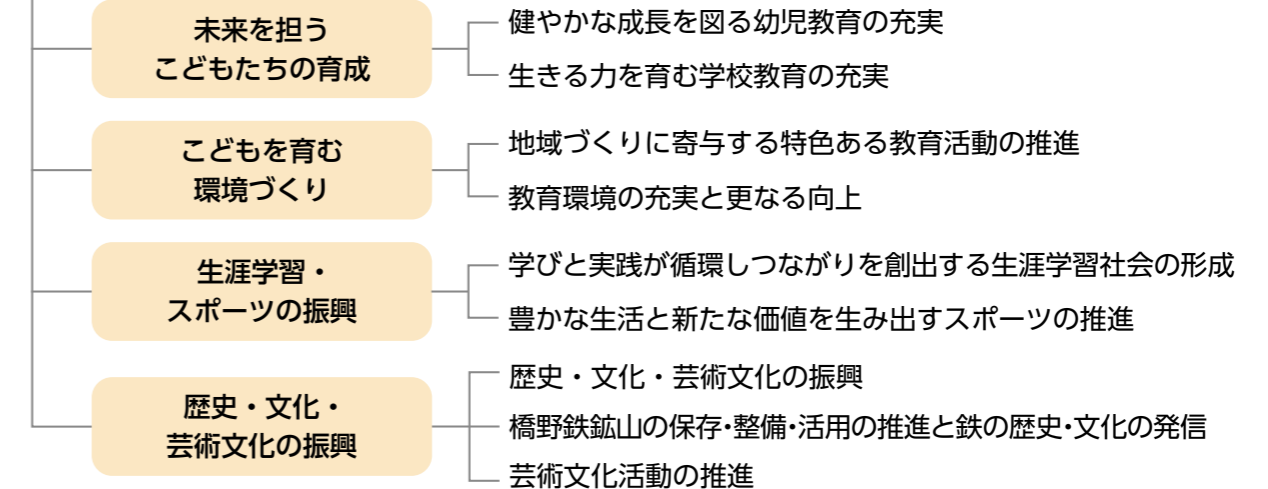 未来を担う
こどもたちの育成
健やかな成長を図る幼児教育の充実
生きる力を育む学校教育の充実
こどもを育む
環境づくり
地域づくりに寄与する特色ある教育活動の推進
教育環境の充実と更なる向上
生涯学習・
スポーツの振興
学びと実践が循環しつながりを創出する生涯学習社会の形成
豊かな生活と新たな価値を生み出すスポーツの推進
歴史・文化・
芸術文化の振興
歴史・文化・芸術文化の振興
橋野鉄鉱山の保存・整備・活用の推進と鉄の歴史・文化の発信
芸術文化活動の推進